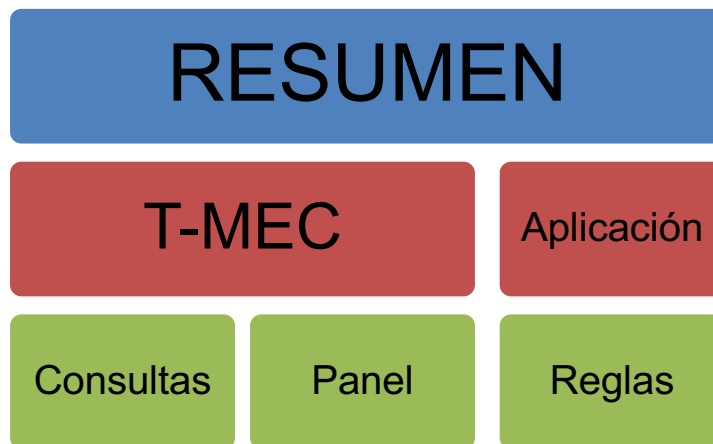 RESUMEN
T-MEC
Aplicación
Consultas
Panel
Reglas